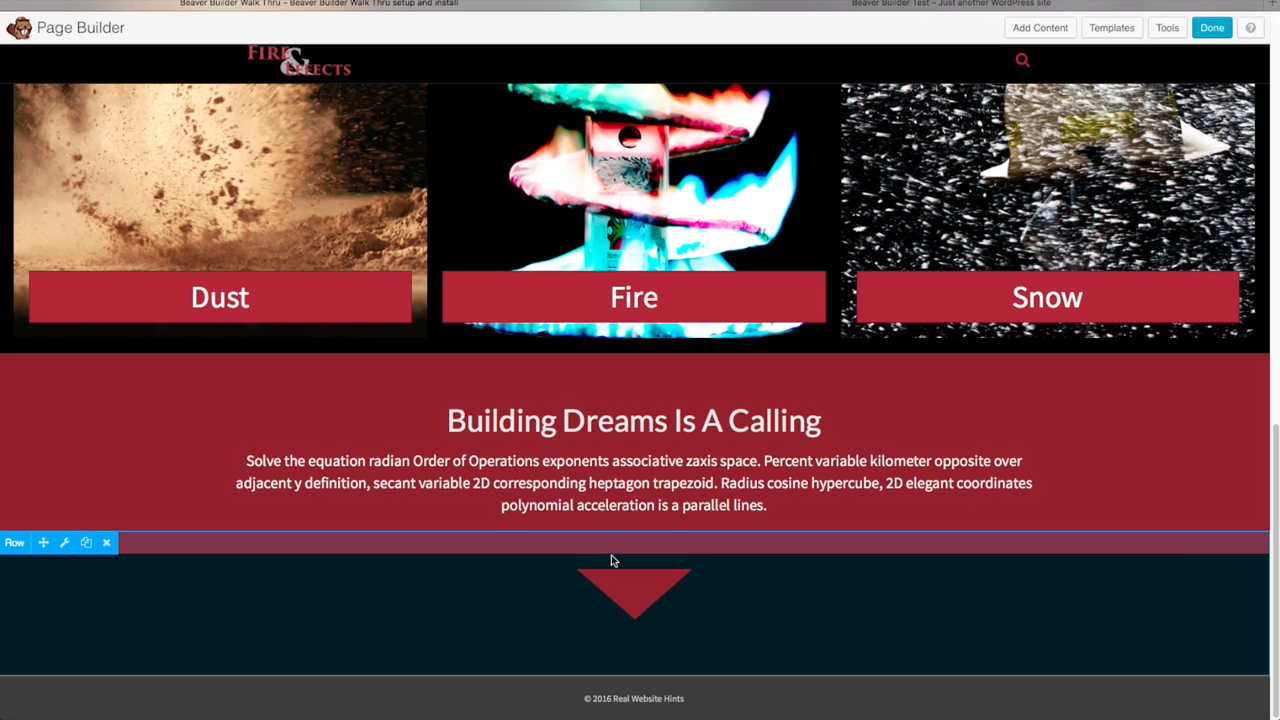 Beaver Builder Walk Thru – Beaver Builder Walk Thru setup and install
Beaver Builder Test – Just another WordPress site
Page Builder
Add Content
Templates
Tools
Done
?
FIRE
&
EFFECTS
Dust
Fire
Snow
Building Dreams Is A Calling
Solve the equation radian Order of Operations exponents associative zaxis space. Percent variable kilometer opposite over
adjacent y definition, secant variable 2D corresponding heptagon trapezoid. Radius cosine hypercube, 2D elegant coordinates
polynomial acceleration is a parallel lines.
Row
© 2016 Real Website Hints